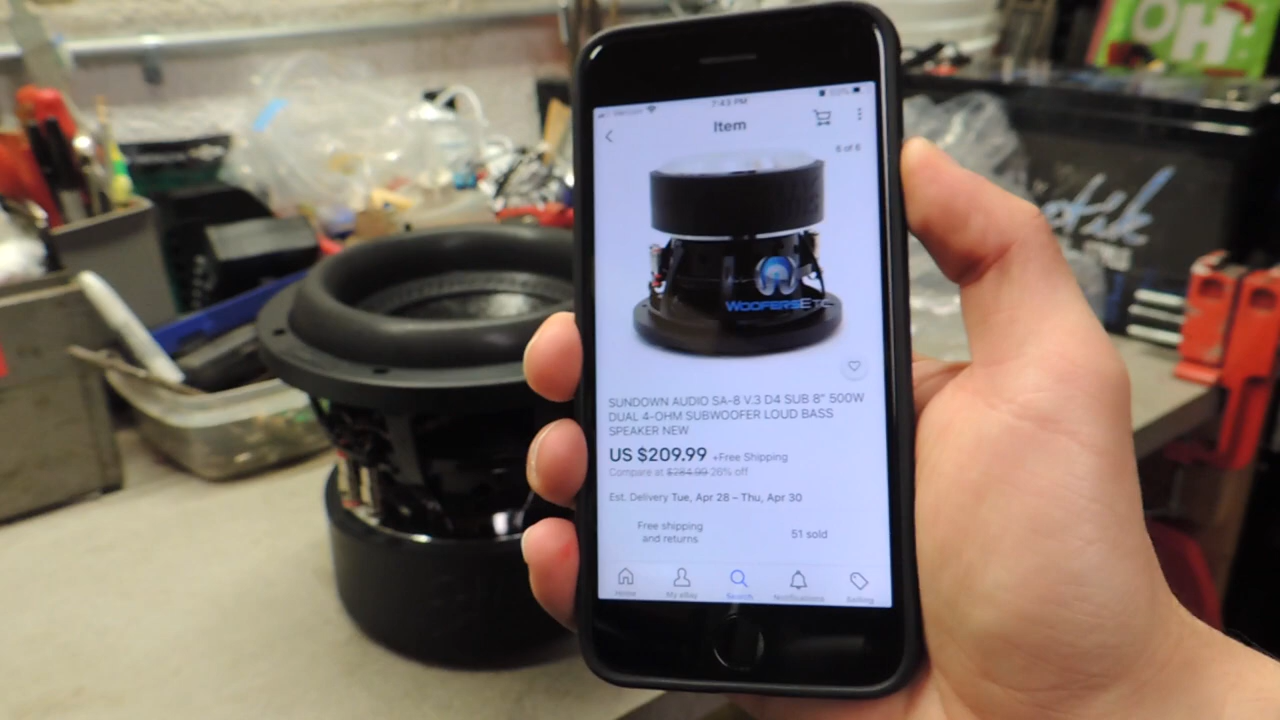 OH
7:43 PM
Item
6 of 6
WOOFERSETC
SUNDOWN AUDIO SA-8 V.3 D4 SUB 8" 500W
DUAL 4-OHM SUBWOOFER LOUD BASS
SPEAKER NEW
US $209.99 +Free Shipping
Compare at $284.99 26% off
Est. Delivery Tue, Apr 28 – Thu, Apr 30
Free shipping
and returns
51 sold
Home My eBay Search Notifications Selling